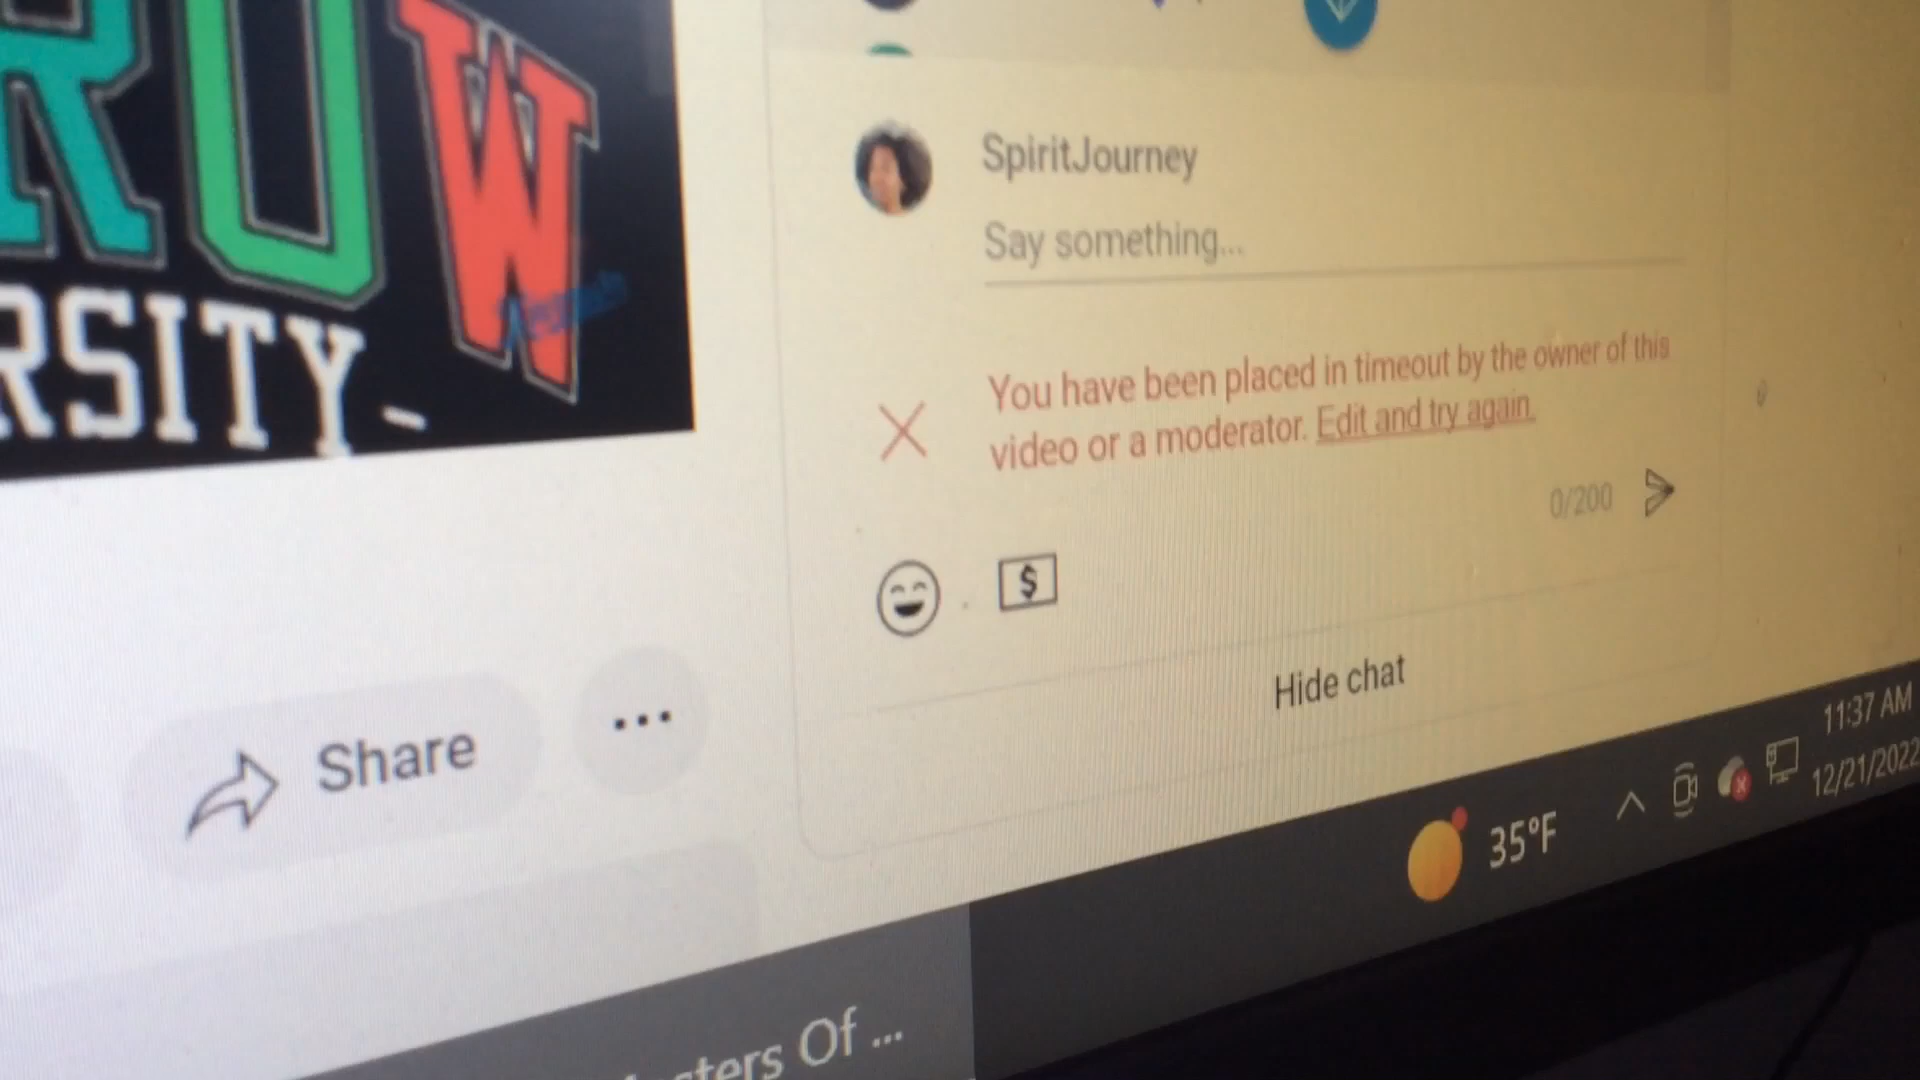 ROW
RSITY-
SpiritJourney
Say something...
You have been placed in timeout by the owner of this
video or a moderator. Edit and try again.
0/200
$
Hide chat
Share
11:37 AM
35°F
12/21/2022
sters Of ...